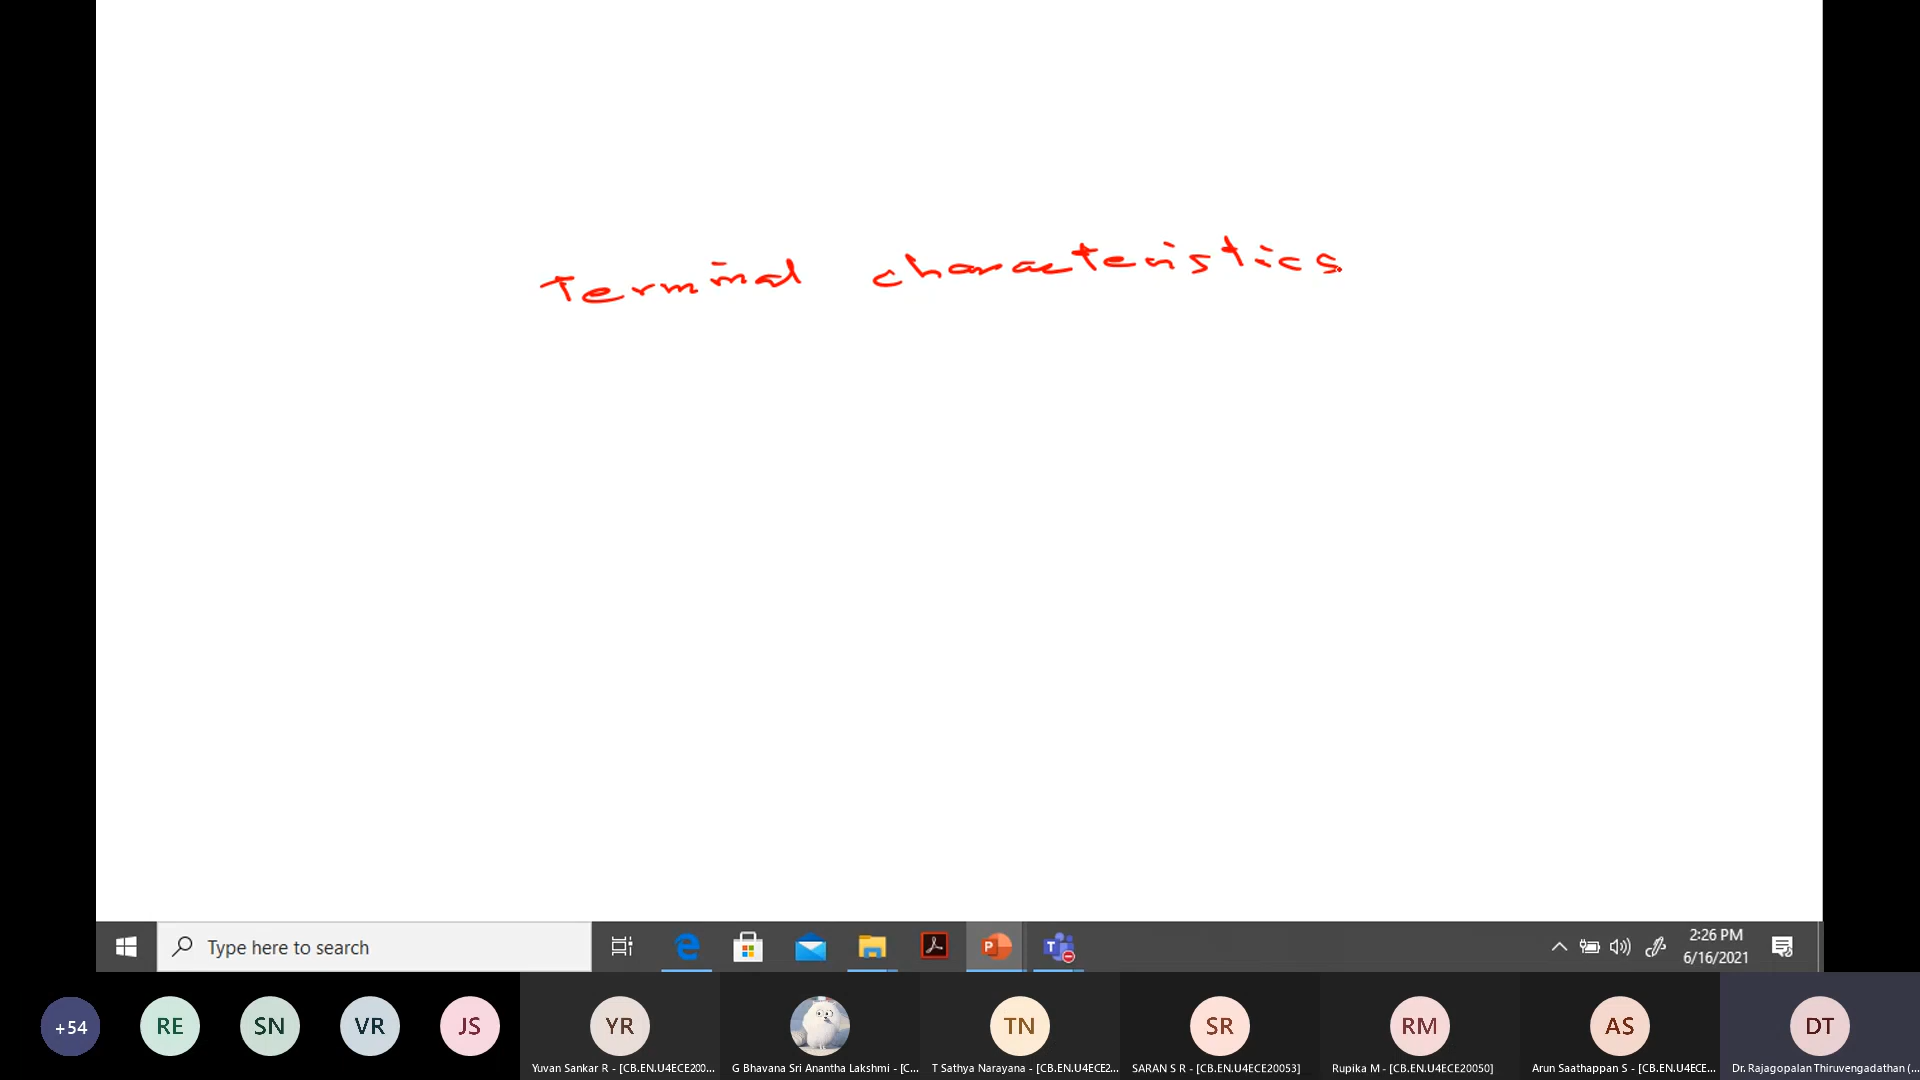 Terminal characteristics
Type here to search
2:26 PM
6/16/2021
+54
RE
SN
VR
JS
YR
TN
SR
RM
AS
DT
Yuvan Sankar R - [CB.EN.U4ECE200...
G Bhavana Sri Anantha Lakshmi - [C...
T Sathya Narayana - [CB.EN.U4ECE2...
SARAN S R - [CB.EN.U4ECE20053]
Rupika M - [CB.EN.U4ECE20050]
Arun Saathappan S - [CB.EN.U4ECE...
Dr. Rajagopalan Thiruvengadathan (...